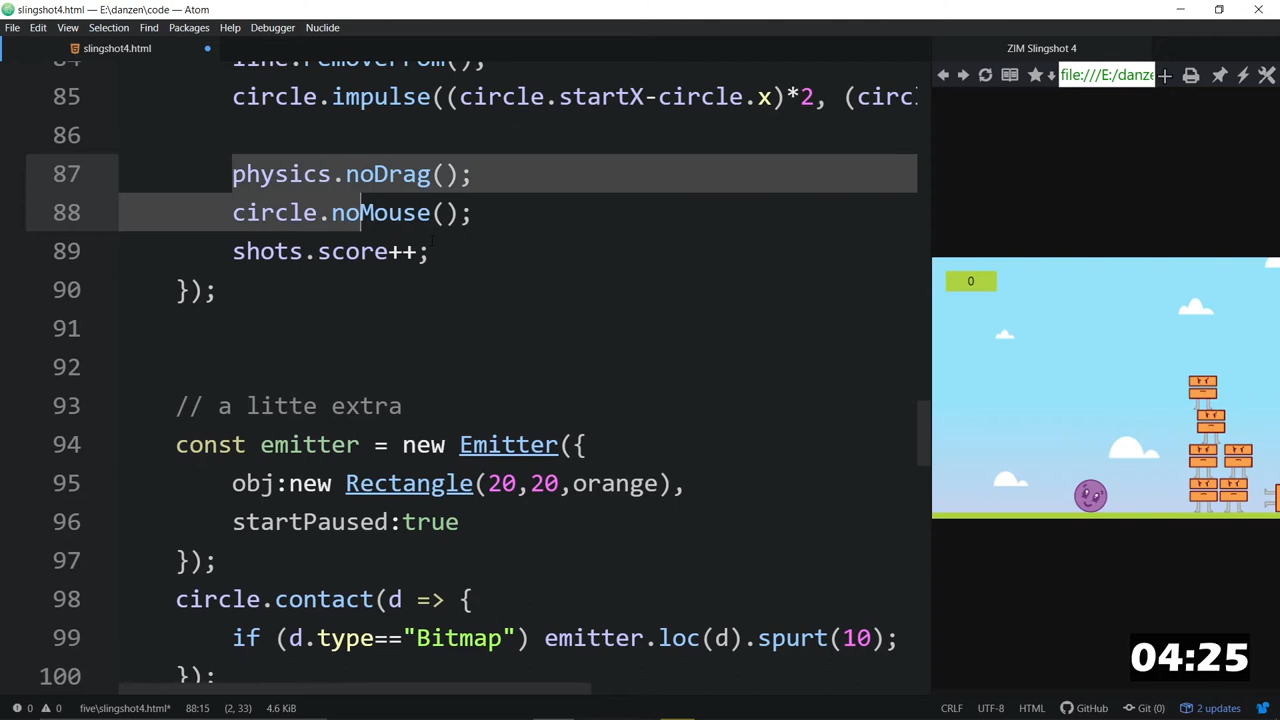 slingshot4.html — E:\danzen\code — Atom
File Edit View Selection Find Packages Help Debugger Nuclide
slingshot4.html
ZIM Slingshot 4
file:///E:/danze
84 line.removeFrom();
85 circle.impulse((circle.startX-circle.x)*2, (circ
86
87 physics.noDrag();
88 circle.noMouse();
89 shots.score++;
90 });
91
92
93 // a litte extra
94 const emitter = new Emitter({
95 obj:new Rectangle(20,20,orange),
96 startPaused:true
97 });
98 circle.contact(d => {
99 if (d.type=="Bitmap") emitter.loc(d).spurt(10);
100 });
0
04:25
0 0 five\slingshot4.html* 88:15 (2, 33) 4.6 KiB CRLF UTF-8 HTML GitHub Git (0) 2 updates